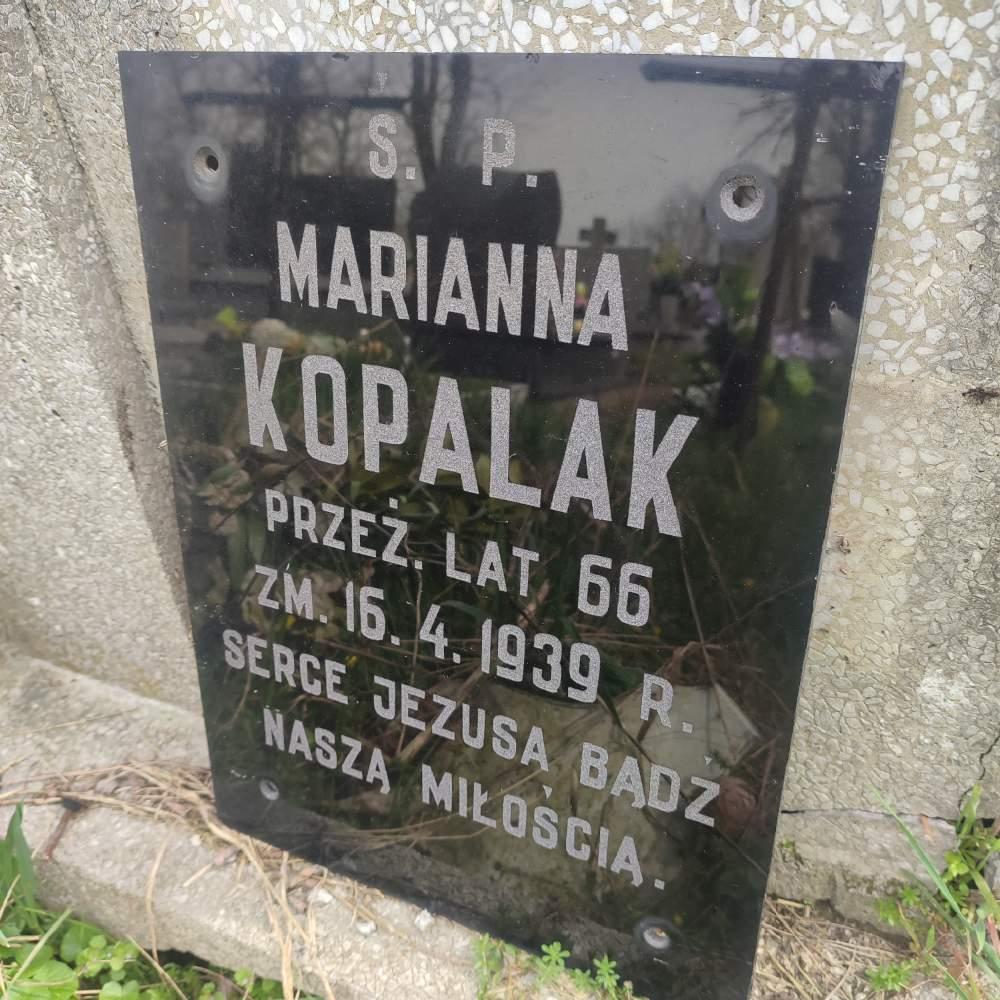 Ś. P.
MARIANNA
KOPALAK
PRZEŻ. LAT 66
ZM. 16. 4. 1939 R.
SERCE JEZUSA BĄDŹ
NASZĄ MIŁOŚCIĄ.